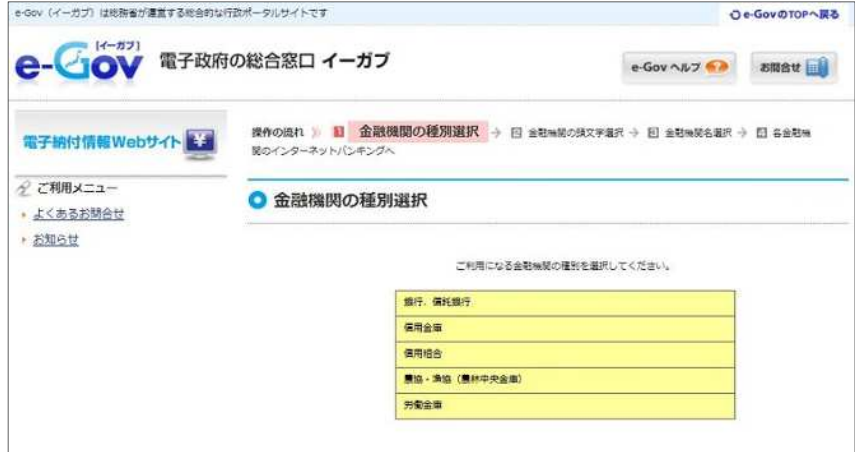 e-Gov（イーガブ）は総務省が運営する総合的な行政ポータルサイトです
e-GovのTOPへ戻る
[イーガブ]
e-Gov
電子政府の総合窓口 イーガブ
e-Gov ヘルプ
お問合せ
電子納付情報Webサイト
ご利用メニュー
よくあるお問合せ
お知らせ
操作の流れ 》 1 金融機関の種別選択 → 2 金融機関の頭文字選択 → 3 金融機関名選択 → 4 各金融機
関のインターネットバンキングへ
金融機関の種別選択
ご利用になる金融機関の種別を選択してください。
銀行、信託銀行
信用金庫
信用組合
農協・漁協（農林中央金庫）
労働金庫